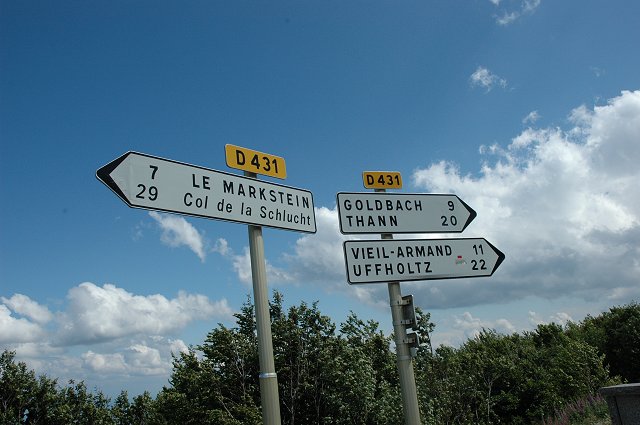 D 431
7 LE MARKSTEIN
29 Col de la Schlucht
D 431
GOLDBACH 9
THANN 20
VIEIL-ARMAND 11
UFFHOLTZ 22